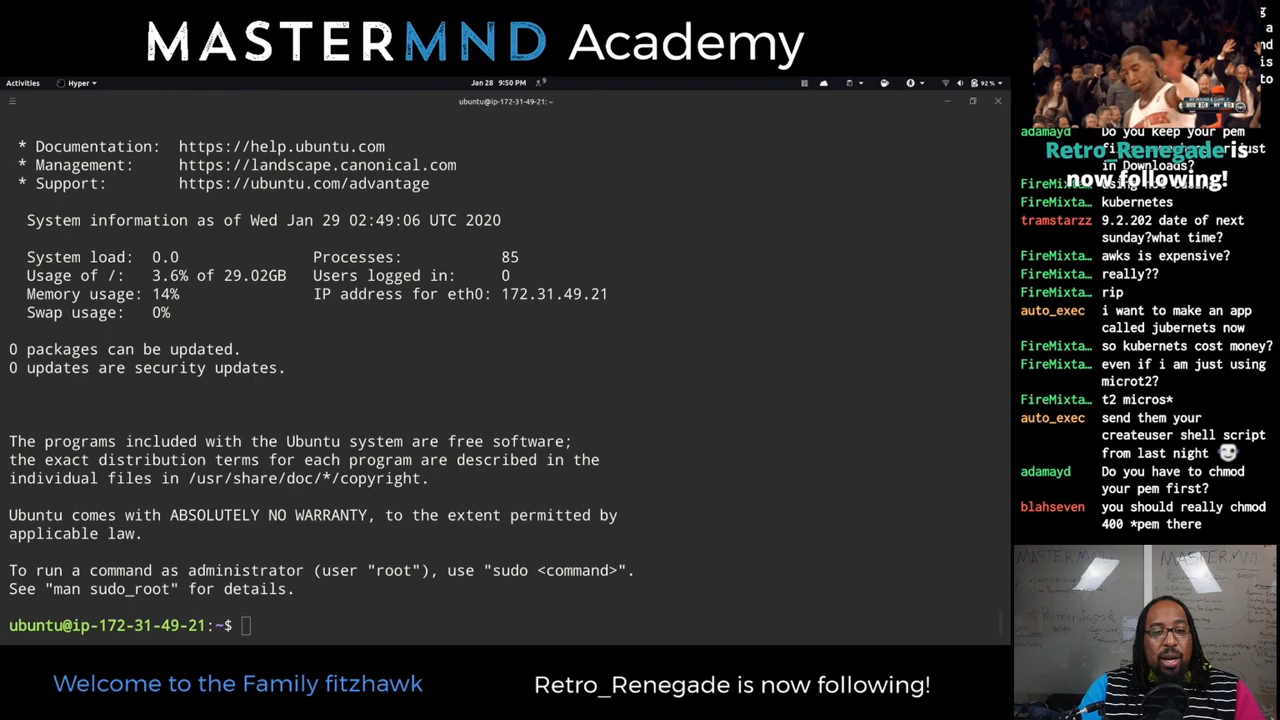 MASTERMND Academy
Activities
Hyper
Jan 28 9:50 PM
9
92 %
ubuntu@ip-172-31-49-21: ~
* Documentation: https://help.ubuntu.com
* Management: https://landscape.canonical.com
* Support: https://ubuntu.com/advantage
System information as of Wed Jan 29 02:49:06 UTC 2020
System load: 0.0 Processes: 85
Usage of /: 3.6% of 29.02GB Users logged in: 0
Memory usage: 14% IP address for eth0: 172.31.49.21
Swap usage: 0%
0 packages can be updated.
0 updates are security updates.
The programs included with the Ubuntu system are free software;
the exact distribution terms for each program are described in the
individual files in /usr/share/doc/*/copyright.
Ubuntu comes with ABSOLUTELY NO WARRANTY, to the extent permitted by
applicable law.
To run a command as administrator (user "root"), use "sudo <command>".
See "man sudo_root" for details.
ubuntu@ip-172-31-49-21:~$
adamayd Do you keep your pem
just
in Downloads?
Retro_Renegade is
now following!
FireMixta…
FireMixta… kubernetes
tramstarzz 9.2.202 date of next
sunday?what time?
FireMixta… awks is expensive?
FireMixta… really??
FireMixta… rip
auto_exec i want to make an app
called jubernets now
FireMixta… so kubernets cost money?
FireMixta… even if i am just using
microt2?
FireMixta… t2 micros*
auto_exec send them your
createuser shell script
from last night
adamayd Do you have to chmod
your pem first?
blahseven you should really chmod
400 *pem there
MASTERMND
MASTERMND
Welcome to the Family fitzhawk
Retro_Renegade is now following!